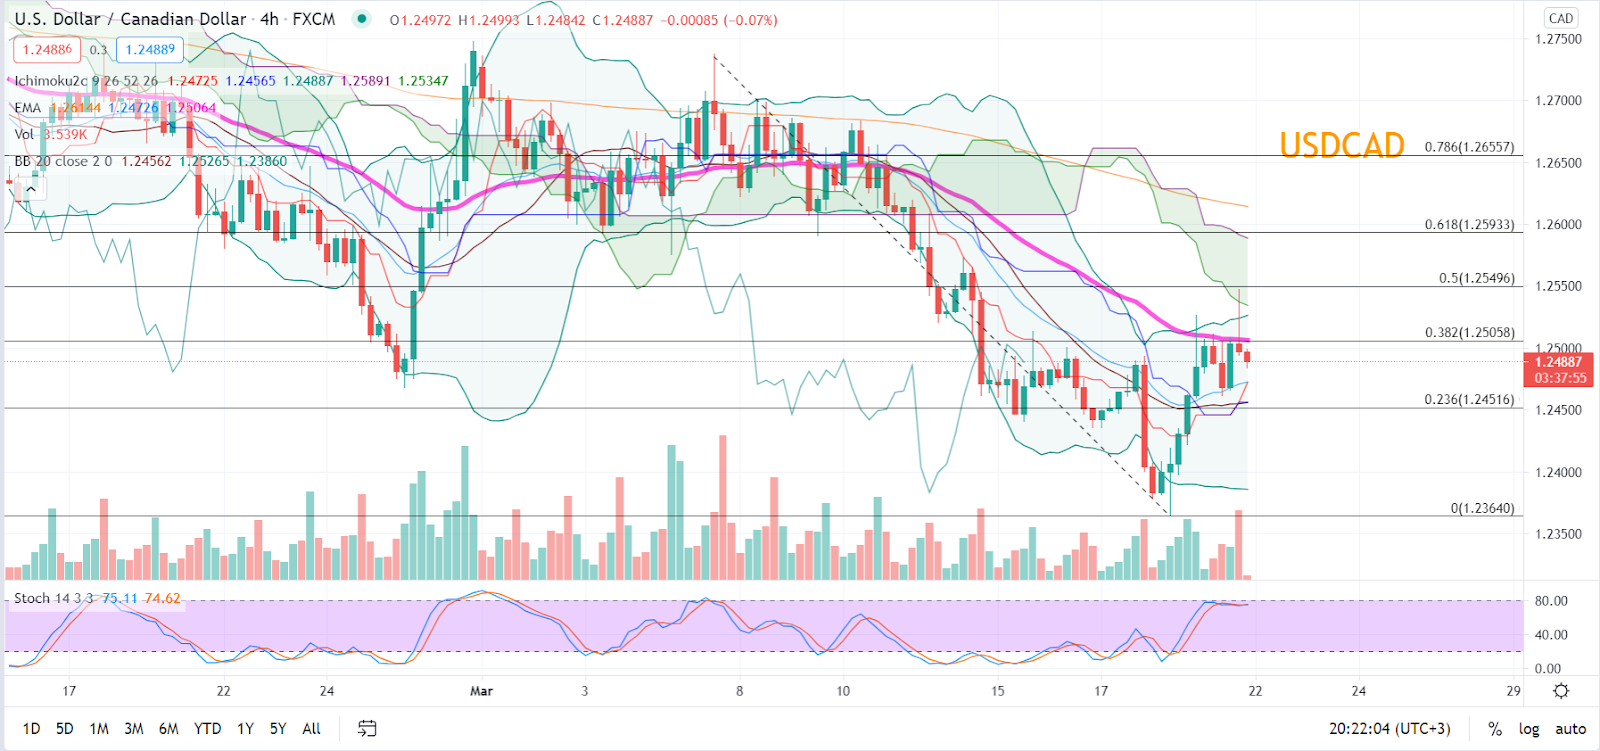 U.S. Dollar / Canadian Dollar · 4h · FXCM O1.24972 H1.24993 L1.24842 C1.24887 −0.00085 (−0.07%)
CAD
1.24886 0.3 1.24889
1.27500
Ichimoku2c 9 26 52 26 1.24725 1.24565 1.24887 1.25891 1.25347
EMA 1.26144 1.24726 1.25064
1.27000
Vol 3.539K
USDCAD
0.786(1.26557)
BB 20 close 2 0 1.24562 1.25265 1.23860
1.26500
0.618(1.25933)
1.26000
0.5(1.25496)
1.25500
0.382(1.25058)
1.25000
1.24887
03:37:55
0.236(1.24516)
1.24500
1.24000
0(1.23640)
1.23500
Stoch 14 3 3 75.11 74.62
80.00
40.00
0.00
17 22 24 Mar 3 8 10 15 17 22 24 29
1D 5D 1M 3M 6M YTD 1Y 5Y All 20:22:04 (UTC+3) % log auto